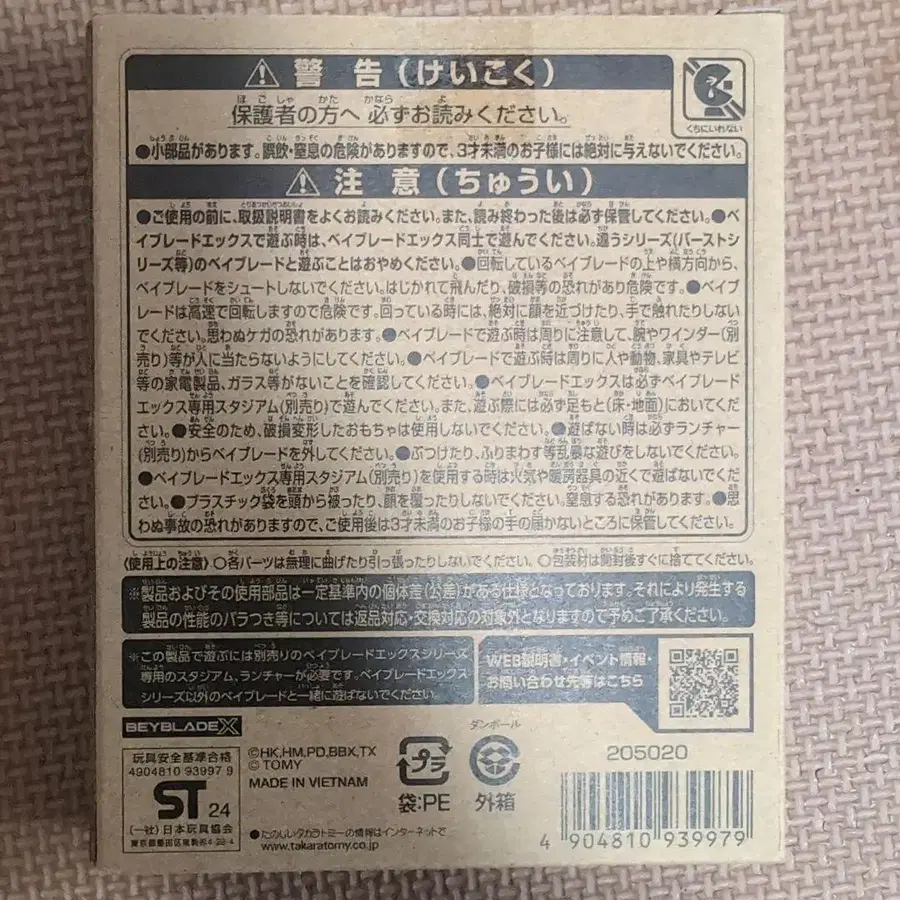 警告(けいこく)
保護者の方へ 必ずお読みください。
くちにいれない
●小部品があります。誤飲・窒息の危険がありますので、3才未満のお子様には絶対に与えないでください。
注意(ちゅうい)
●ご使用の前に、取扱説明書をよくお読みください。また、読み終わった後は必ず保管してください。●ベ
イブレードエックスで遊ぶ時は、ベイブレードエックス同士で遊んでください。違うシリーズ(バーストシ
リーズ等)のベイブレードと遊ぶことはおやめください。●回転しているベイブレードの上や横方向から、
ベイブレードをシュートしないでください。はじかれて飛んだり、破損等の恐れがあり危険です。●ベイブ
レードは高速で回転しますので危険です。回っている時には、絶対に顔を近づけたり、手で触れたりしない
でください。思わぬケガの恐れがあります。●ベイブレードで遊ぶ時は周りに注意して、腕やワインダー(別
売り)等が人に当たらないようにしてください。●ベイブレードで遊ぶ時は周りに人や動物、家具やテレビ
等の家電製品、ガラス等がないことを確認してください。●ベイブレードエックスは必ずベイブレード
エックス専用スタジアム(別売り)で遊んでください。また、遊ぶ際には必ず足もと(床・地面)においてくだ
さい。●安全のため、破損変形したおもちゃは使用しないでください。●遊ばない時は必ずランチャー
(別売り)からベイブレードを外してください。●ぶつけたり、ふりまわす等乱暴な遊びをしないでください。
●ベイブレードエックス専用スタジアム(別売り)を使用する時は火気や暖房器具の近くで遊ばないでくだ
さい。●プラスチック袋を頭から被ったり、顔を覆ったりしないでください。窒息する恐れがあります。●思
わぬ事故の恐れがありますので、ご使用後は3才未満のお子様の手の届かないところに保管してください。
〈使用上の注意〉○各パーツは無理に曲げたり引っ張ったりしないでください。○包装材は開封後すぐに捨ててください。
※製品およびその使用部品は一定基準内の個体差(公差)がある仕様となっております。それにより発生する
製品の性能のバラつき等については返品対応・交換対応の対象外となりますので予めご了承ください。
※この製品で遊ぶには別売りのベイブレードエックスシリーズ
専用のスタジアム、ランチャーが必要です。ベイブレードエックス
シリーズ以外のベイブレードと一緒に遊ばないでください。
WEB説明書・イベント情報・
お問い合わせ先等はこちら
BEYBLADE X
玩具安全基準合格
4904810 93997 9
ST 24
(一社)日本玩具協会
東京都墨田区東駒形4-22-4
©HK,HM,PD,BBX,TX
© TOMY
MADE IN VIETNAM
プラ
袋:PE
ダンボール
外箱
205020
4 904810 939979
●たのしいタカラトミーの情報はインターネットで
www.takaratomy.co.jp